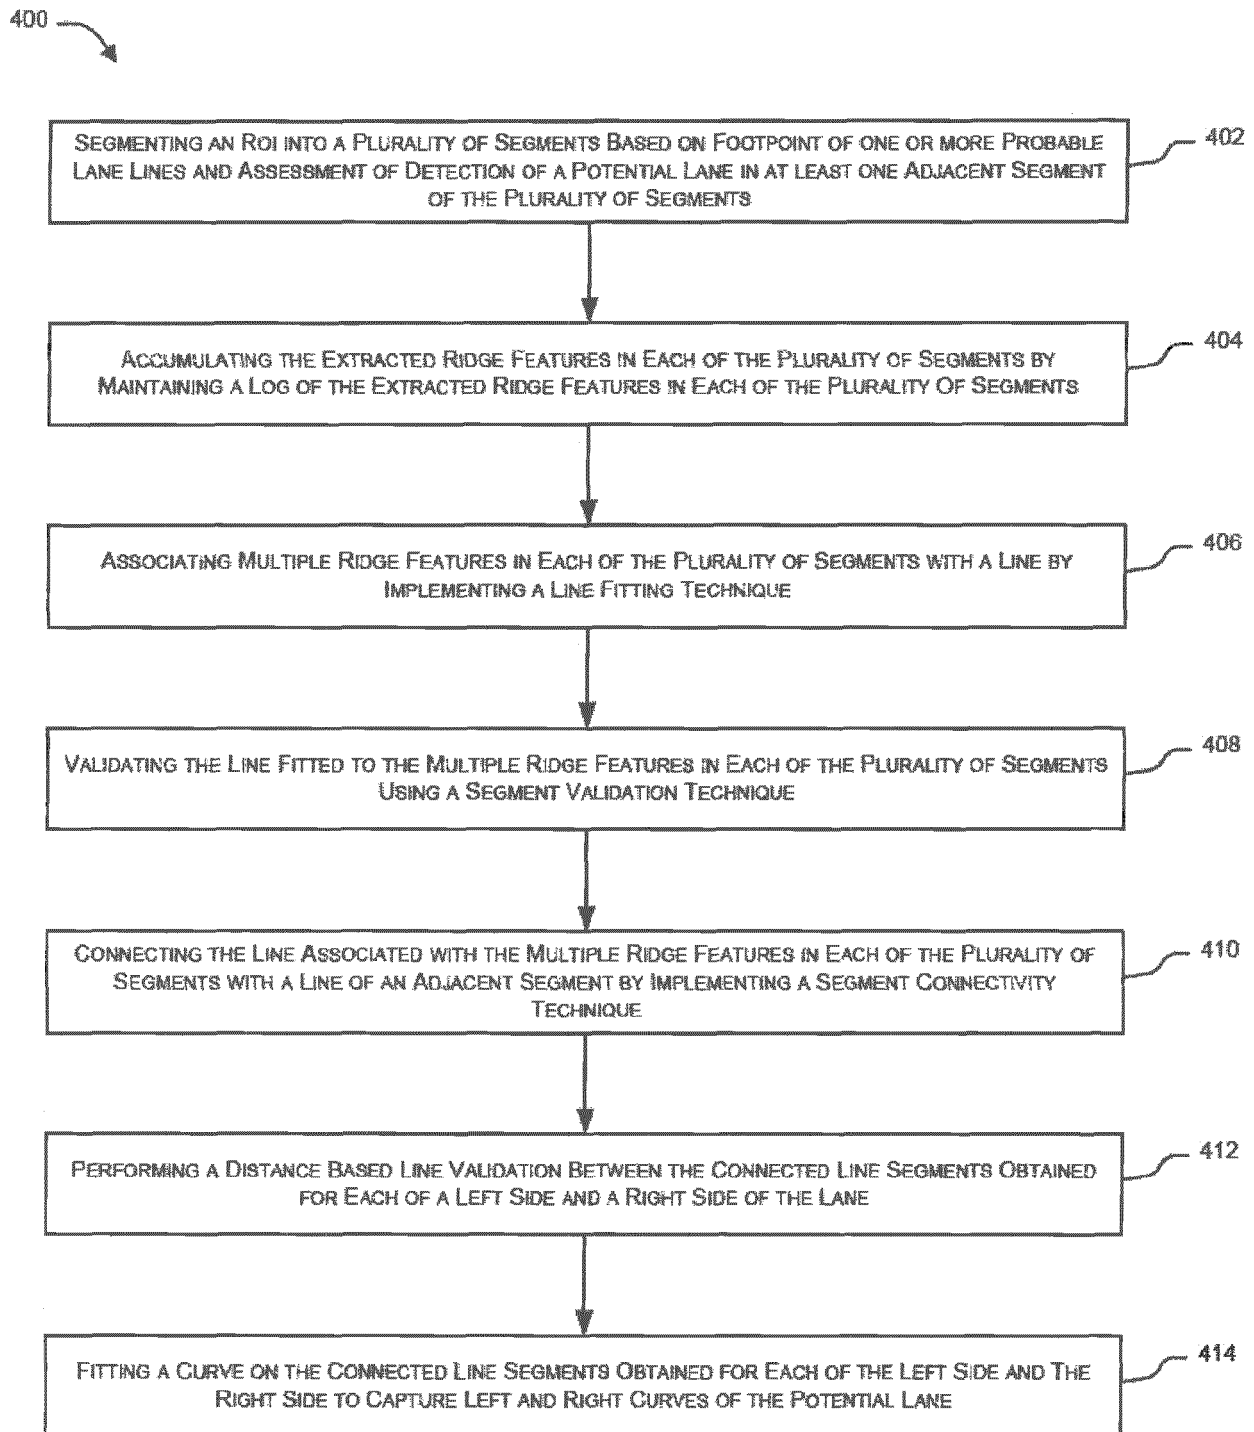 400
SEGMENTING AN ROI INTO A PLURALITY OF SEGMENTS BASED ON FOOTPOINT OF ONE OR MORE PROBABLE
LANE LINES AND ASSESSMENT OF DETECTION OF A POTENTIAL LANE IN AT LEAST ONE ADJACENT SEGMENT
OF THE PLURALITY OF SEGMENTS
402
ACCUMULATING THE EXTRACTED RIDGE FEATURES IN EACH OF THE PLURALITY OF SEGMENTS BY
MAINTAINING A LOG OF THE EXTRACTED RIDGE FEATURES IN EACH OF THE PLURALITY OF SEGMENTS
404
ASSOCIATING MULTIPLE RIDGE FEATURES IN EACH OF THE PLURALITY OF SEGMENTS WITH A LINE BY
IMPLEMENTING A LINE FITTING TECHNIQUE
406
VALIDATING THE LINE FITTED TO THE MULTIPLE RIDGE FEATURES IN EACH OF THE PLURALITY OF SEGMENTS
USING A SEGMENT VALIDATION TECHNIQUE
408
CONNECTING THE LINE ASSOCIATED WITH THE MULTIPLE RIDGE FEATURES IN EACH OF THE PLURALITY OF
SEGMENTS WITH A LINE OF AN ADJACENT SEGMENT BY IMPLEMENTING A SEGMENT CONNECTIVITY
TECHNIQUE
410
PERFORMING A DISTANCE BASED LINE VALIDATION BETWEEN THE CONNECTED LINE SEGMENTS OBTAINED
FOR EACH OF A LEFT SIDE AND A RIGHT SIDE OF THE LANE
412
FITTING A CURVE ON THE CONNECTED LINE SEGMENTS OBTAINED FOR EACH OF THE LEFT SIDE AND THE
RIGHT SIDE TO CAPTURE LEFT AND RIGHT CURVES OF THE POTENTIAL LANE
414